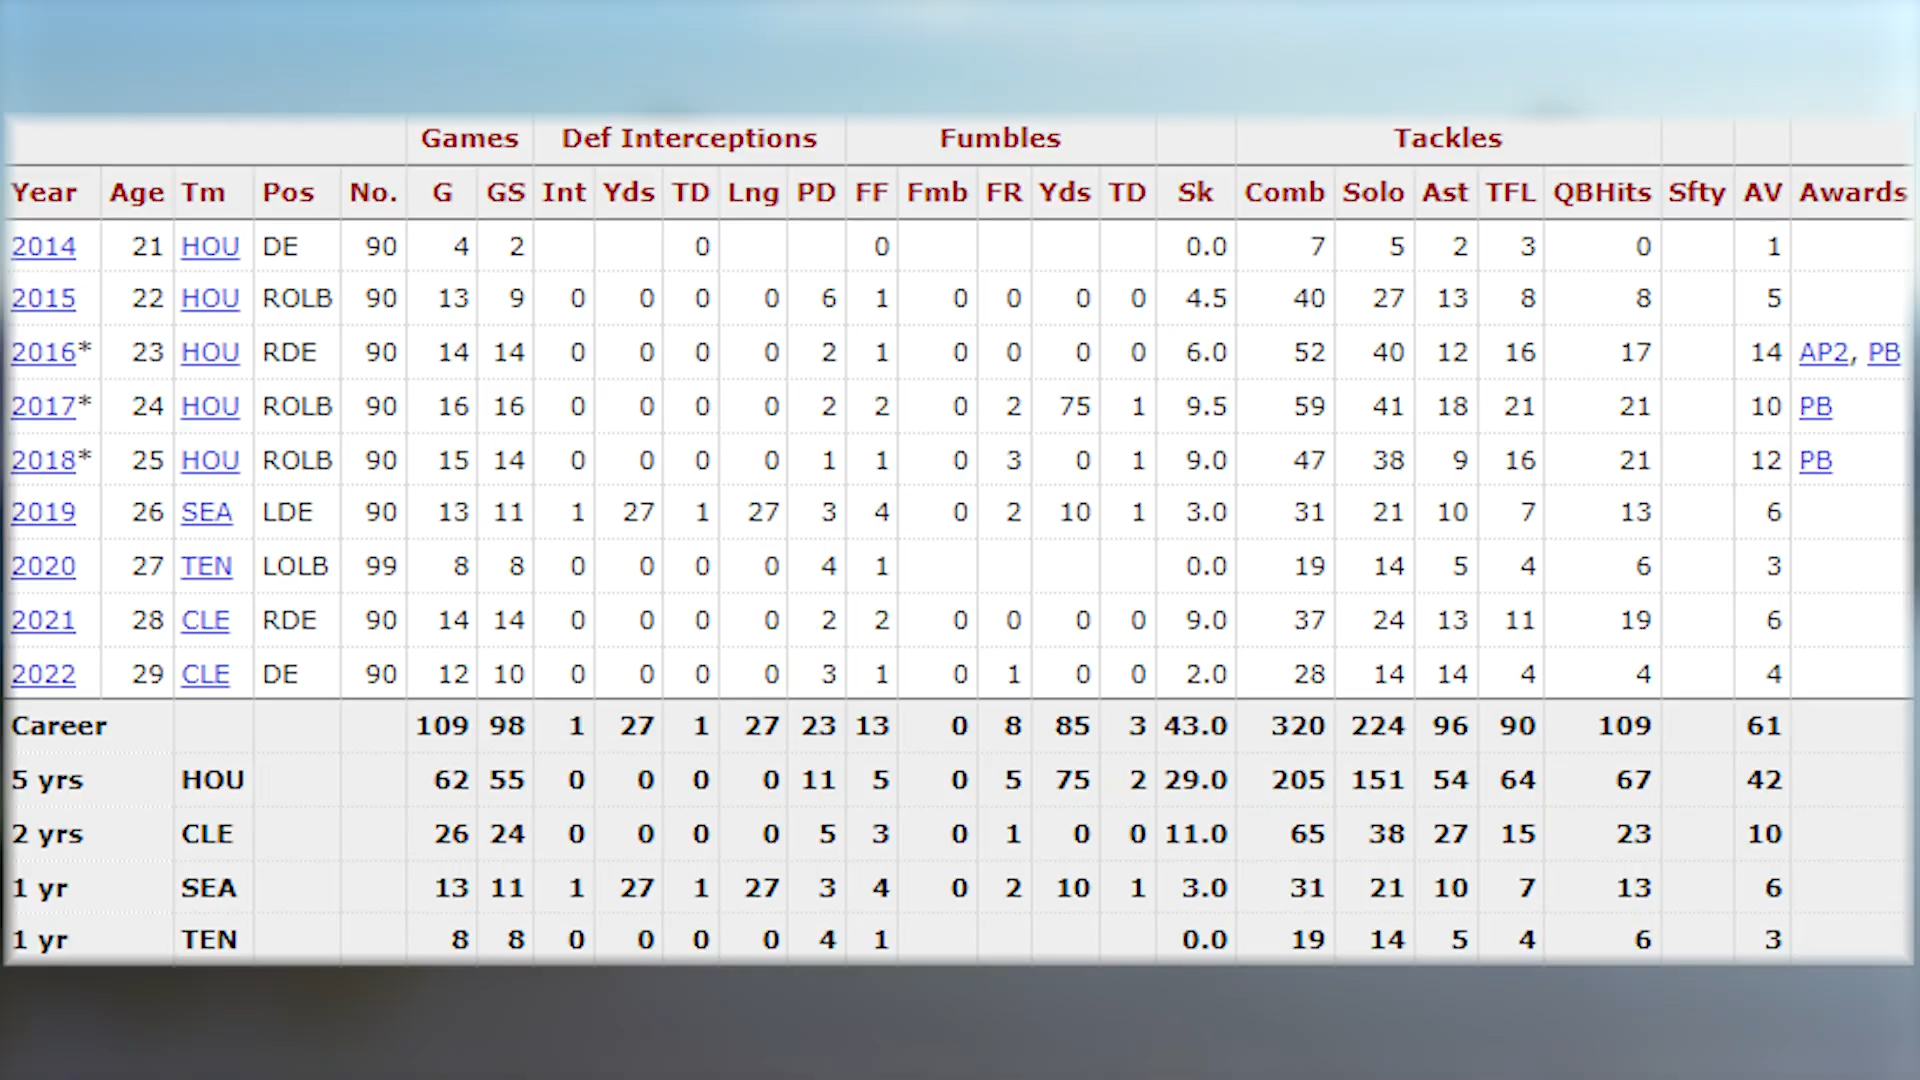 Games Def Interceptions Fumbles Tackles
Year Age Tm Pos No. G GS Int Yds TD Lng PD FF Fmb FR Yds TD Sk Comb Solo Ast TFL QBHits Sfty AV Awards
2014 21 HOU DE 90 4 2 0 0 0.0 7 5 2 3 0 1
2015 22 HOU ROLB 90 13 9 0 0 0 0 6 1 0 0 0 0 4.5 40 27 13 8 8 5
2016* 23 HOU RDE 90 14 14 0 0 0 0 2 1 0 0 0 0 6.0 52 40 12 16 17 14 AP2, PB
2017* 24 HOU ROLB 90 16 16 0 0 0 0 2 2 0 2 75 1 9.5 59 41 18 21 21 10 PB
2018* 25 HOU ROLB 90 15 14 0 0 0 0 1 1 0 3 0 1 9.0 47 38 9 16 21 12 PB
2019 26 SEA LDE 90 13 11 1 27 1 27 3 4 0 2 10 1 3.0 31 21 10 7 13 6
2020 27 TEN LOLB 99 8 8 0 0 0 0 4 1 0.0 19 14 5 4 6 3
2021 28 CLE RDE 90 14 14 0 0 0 0 2 2 0 0 0 0 9.0 37 24 13 11 19 6
2022 29 CLE DE 90 12 10 0 0 0 0 3 1 0 1 0 0 2.0 28 14 14 4 4 4
Career 109 98 1 27 1 27 23 13 0 8 85 3 43.0 320 224 96 90 109 61
5 yrs HOU 62 55 0 0 0 0 11 5 0 5 75 2 29.0 205 151 54 64 67 42
2 yrs CLE 26 24 0 0 0 0 5 3 0 1 0 0 11.0 65 38 27 15 23 10
1 yr SEA 13 11 1 27 1 27 3 4 0 2 10 1 3.0 31 21 10 7 13 6
1 yr TEN 8 8 0 0 0 0 4 1 0.0 19 14 5 4 6 3